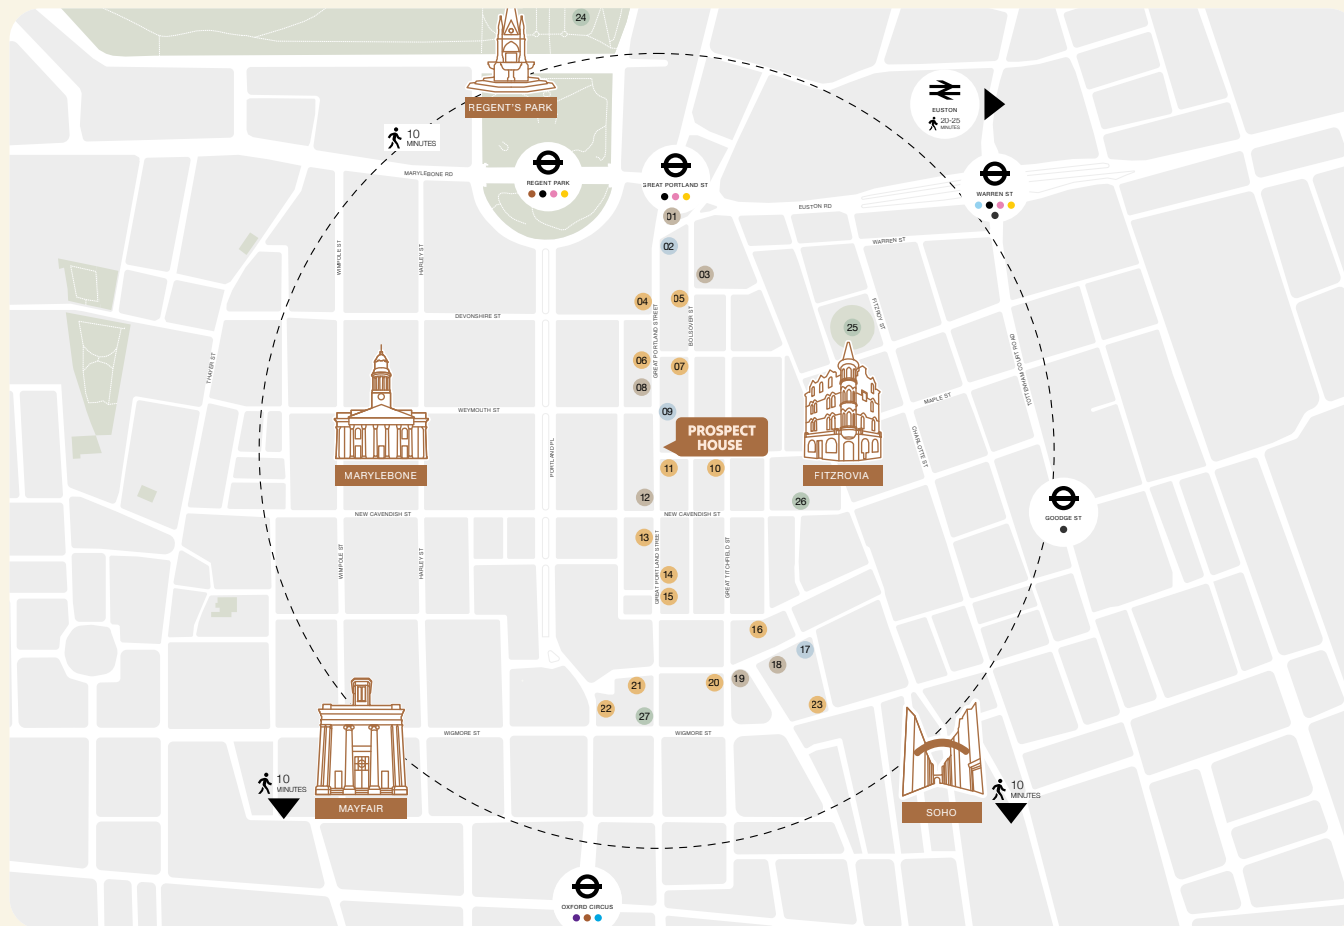 24
REGENT'S PARK
EUSTON
20-25
MINUTES
10
MINUTES
MARYLEBONE RD
REGENT PARK
GREAT PORTLAND ST
WARREN ST
EUSTON RD
01
02
WARREN ST
WIMPOLE ST
HARLEY ST
03
04
05
GREAT PORTLAND STREET
BOLSOVER ST
FITZROY ST
25
DEVONSHIRE ST
THAYER ST
TOTTENHAM COURT ROAD
06
07
08
MAPLE ST
WEYMOUTH ST
09
PROSPECT
HOUSE
CHARLOTTE ST
PORTLAND PL
MARYLEBONE
11
10
FITZROVIA
12
26
NEW CAVENDISH ST
NEW CAVENDISH ST
GOODGE ST
13
WIMPOLE ST
HARLEY ST
GREAT PORTLAND STREET
GREAT TITCHFIELD ST
14
15
16
17
18
19
20
21
22
23
27
WIGMORE ST
WIGMORE ST
10
MINUTES
MAYFAIR
SOHO
10
MINUTES
OXFORD CIRCUS